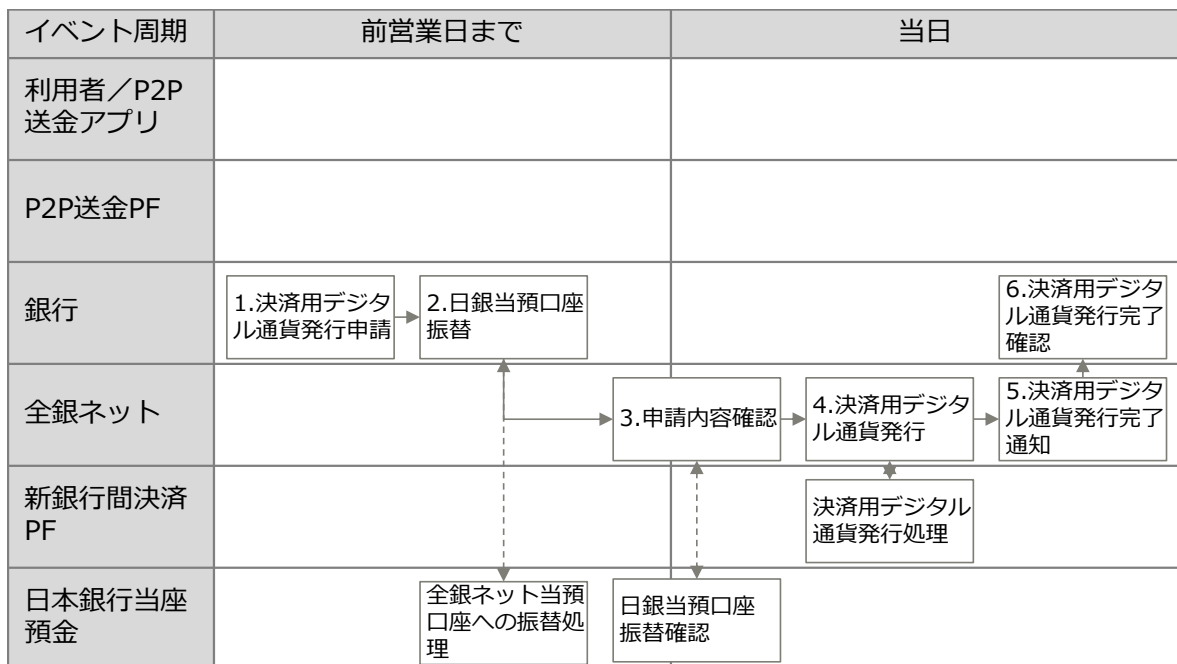 イベント周期
前営業日まで
当日
利用者／P2P
送金アプリ
P2P送金PF
銀行
1.決済用デジタ
ル通貨発行申請
2.日銀当預口座
振替
6.決済用デジタ
ル通貨発行完了
確認
全銀ネット
3.申請内容確認
4.決済用デジタ
ル通貨発行
5.決済用デジタ
ル通貨発行完了
通知
新銀行間決済
PF
決済用デジタル
通貨発行処理
日本銀行当座
預金
全銀ネット当預
口座への振替処
理
日銀当預口座
振替確認